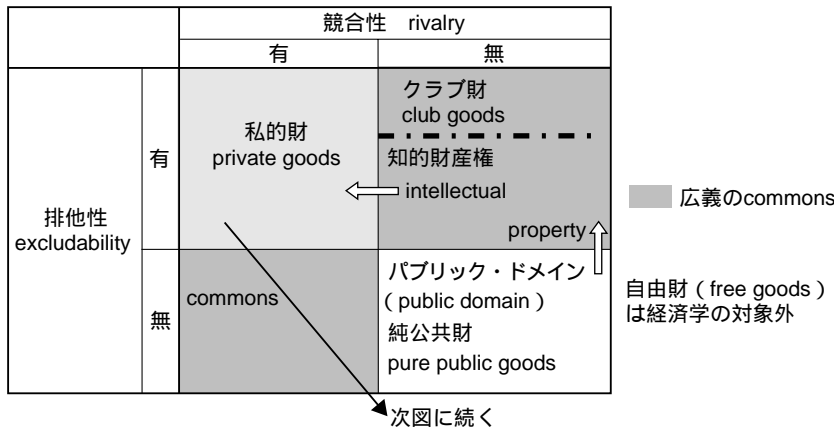 競合性 rivalry
有
無
排他性
excludability
有
私的財
private goods
クラブ財
club goods
知的財産権
intellectual
property
無
commons
パブリック・ドメイン
(public domain)
純公共財
pure public goods
次図に続く
広義のcommons
自由財(free goods)
は経済学の対象外